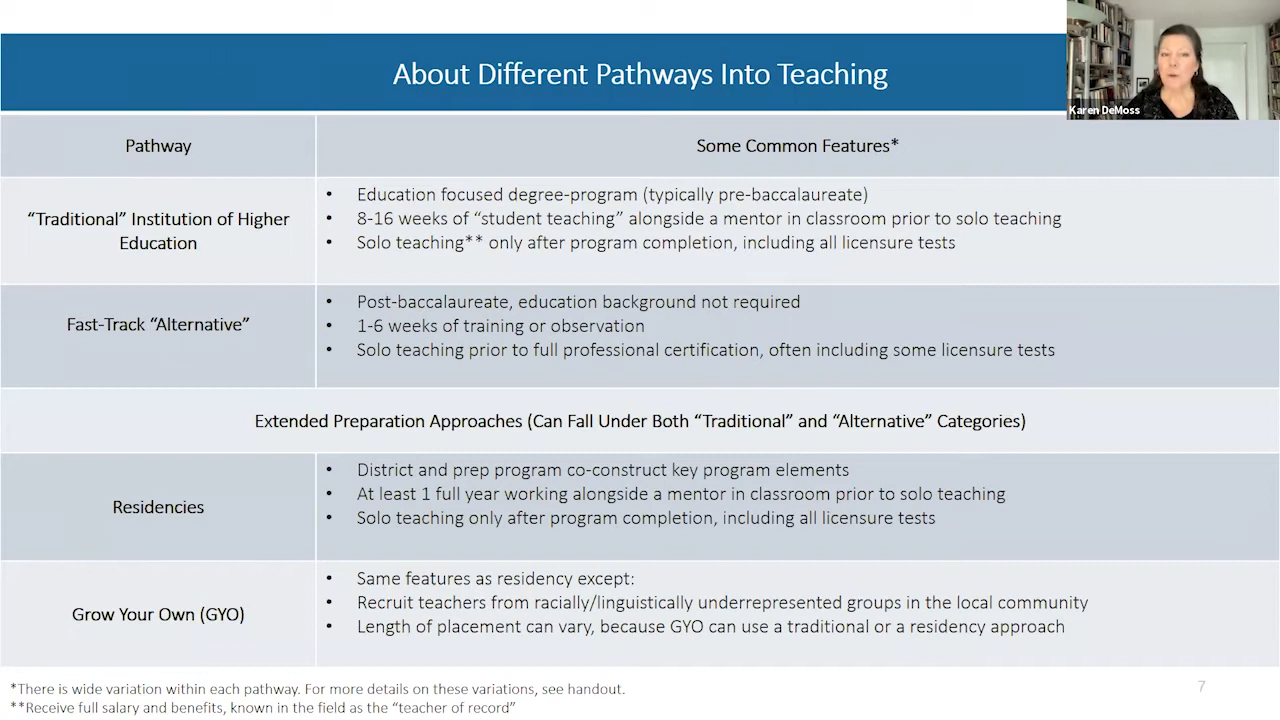 About Different Pathways Into Teaching
Karen DeMoss
Pathway
Some Common Features*
"Traditional" Institution of Higher
Education
• Education focused degree-program (typically pre-baccalaureate)
• 8-16 weeks of "student teaching" alongside a mentor in classroom prior to solo teaching
• Solo teaching** only after program completion, including all licensure tests
Fast-Track "Alternative"
• Post-baccalaureate, education background not required
• 1-6 weeks of training or observation
• Solo teaching prior to full professional certification, often including some licensure tests
Extended Preparation Approaches (Can Fall Under Both "Traditional" and "Alternative" Categories)
Residencies
• District and prep program co-construct key program elements
• At least 1 full year working alongside a mentor in classroom prior to solo teaching
• Solo teaching only after program completion, including all licensure tests
Grow Your Own (GYO)
• Same features as residency except:
• Recruit teachers from racially/linguistically underrepresented groups in the local community
• Length of placement can vary, because GYO can use a traditional or a residency approach
*There is wide variation within each pathway. For more details on these variations, see handout.
**Receive full salary and benefits, known in the field as the "teacher of record"
7